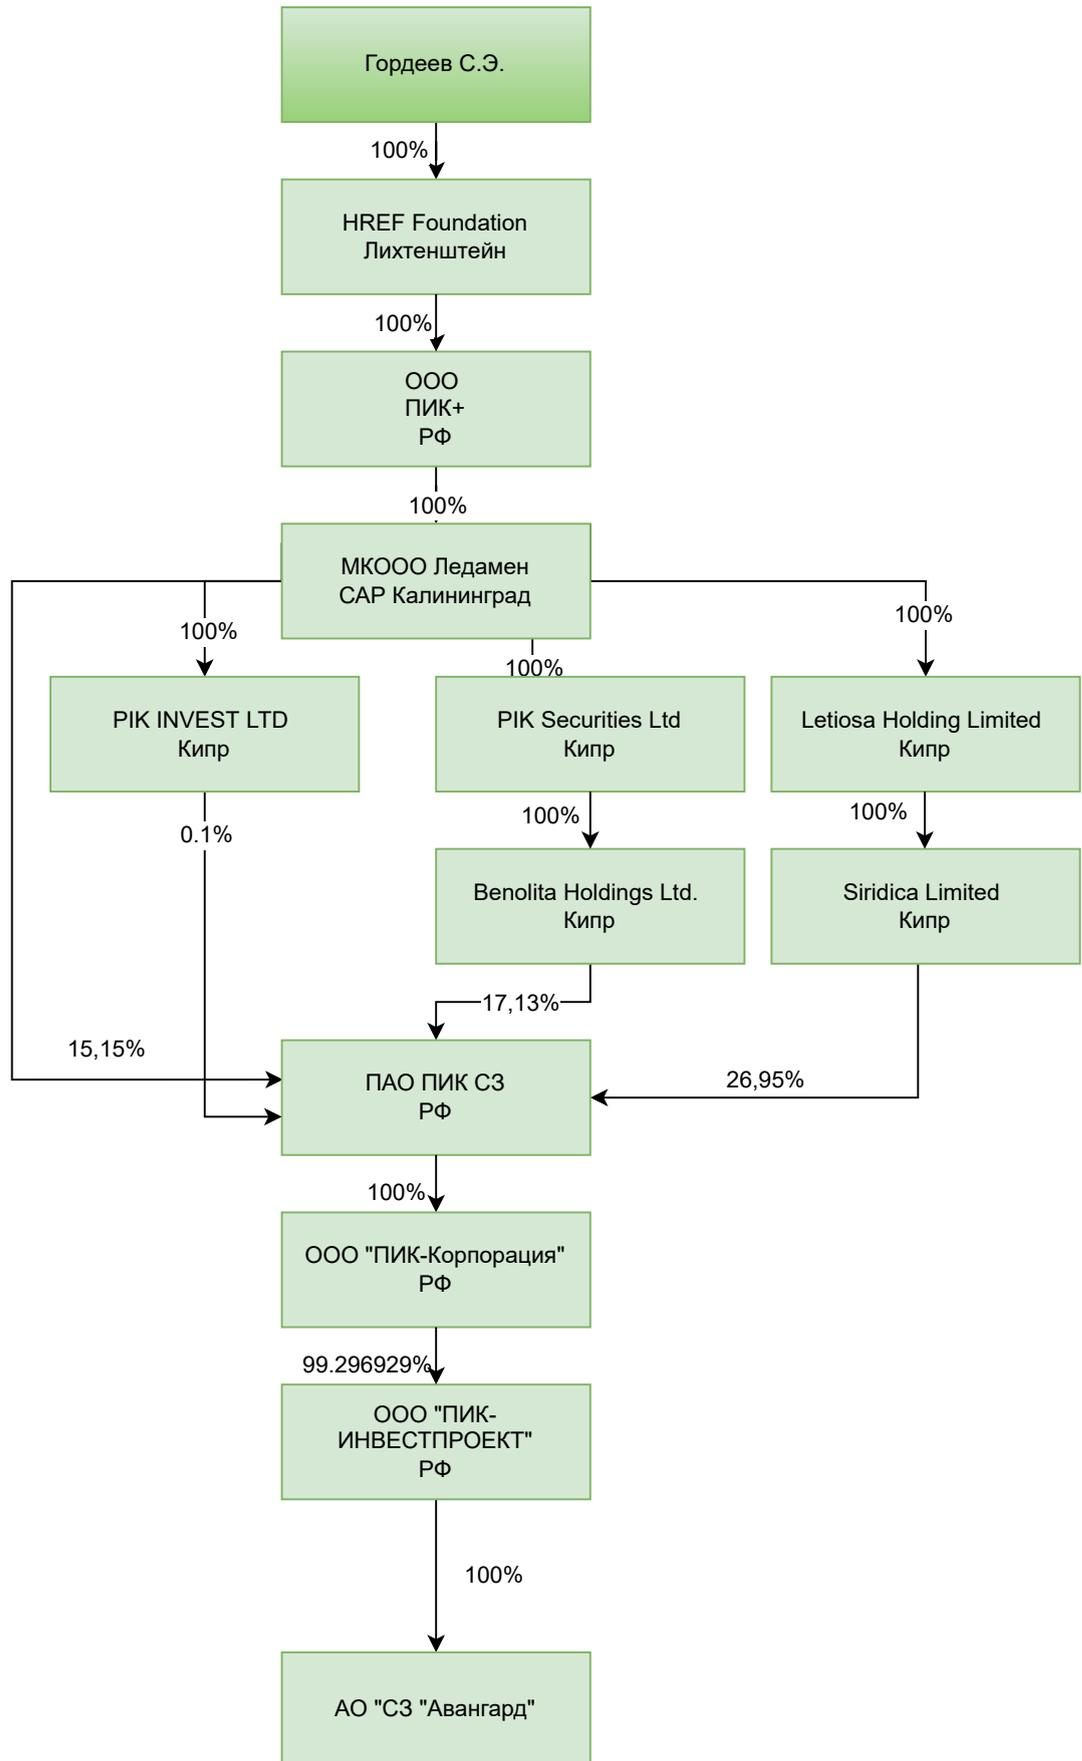 Гордеев С.Э.
100%
HREF Foundation
Лихтенштейн
100%
ООО
ПИК+
РФ
100%
МКООО Ледамен
САР Калининград
100%
100%
100%
PIK INVEST LTD
Кипр
PIK Securities Ltd
Кипр
Letiosa Holding Limited
Кипр
0.1%
100%
100%
Benolita Holdings Ltd.
Кипр
Siridica Limited
Кипр
17,13%
15,15%
26,95%
ПАО ПИК СЗ
РФ
100%
ООО "ПИК-Корпорация"
РФ
99.296929%
ООО "ПИК-
ИНВЕСТПРОЕКТ"
РФ
100%
АО "СЗ "Авангард"